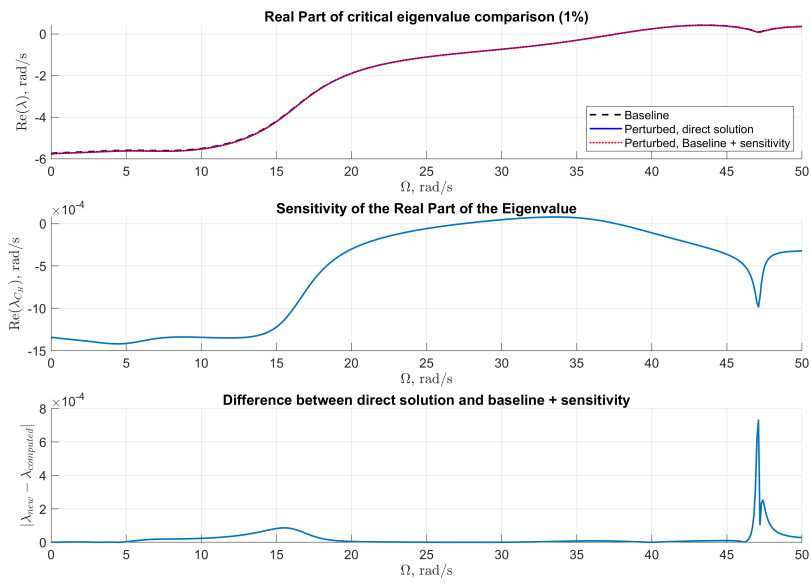 Real Part of critical eigenvalue comparison (1%)
Re(λ), rad/s
0
-2
-4
-6
Baseline
Perturbed, direct solution
Perturbed, Baseline + sensitivity
0 5 10 15 20 25 30 35 40 45 50
Ω, rad/s
×10⁻⁴
Sensitivity of the Real Part of the Eigenvalue
Re(λ_{C_H}), rad/s
0
-5
-10
-15
0 5 10 15 20 25 30 35 40 45 50
Ω, rad/s
×10⁻⁴
Difference between direct solution and baseline + sensitivity
|λ_{new} − λ_{computed}|
8
6
4
2
0
0 5 10 15 20 25 30 35 40 45 50
Ω, rad/s